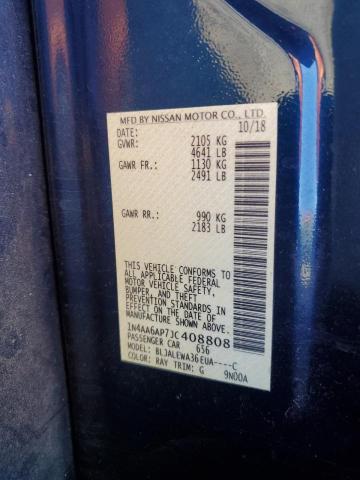 MFD BY NISSAN MOTOR CO., LTD
DATE: 10/18
GVWR: 2105 KG
4641 LB
GAWR FR.: 1130 KG
2491 LB
GAWR RR.: 990 KG
2183 LB
THIS VEHICLE CONFORMS TO
ALL APPLICABLE FEDERAL
MOTOR VEHICLE SAFETY,
BUMPER, AND THEFT
PREVENTION STANDARDS
IN EFFECT ON THE DATE OF
MANUFACTURE SHOWN ABOVE.
1N4AA6AP7JC408808
PASSENGER CAR 656
MODEL: BLJALEWA36EUA----C
COLOR: RAY TRIM: G 9N00A